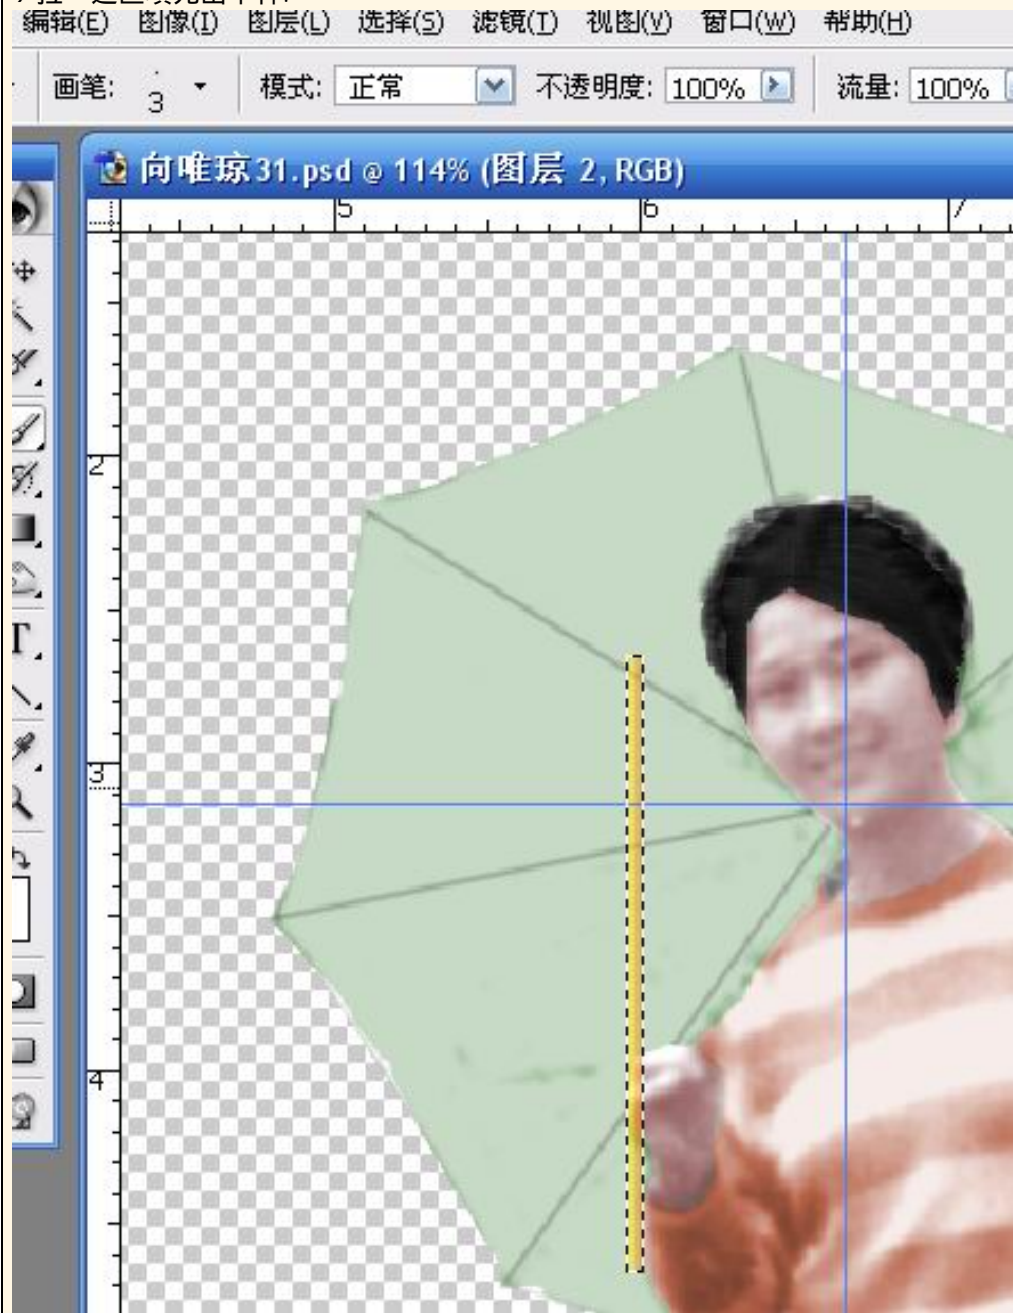 编辑(E) 图像(I) 图层(L) 选择(S) 滤镜(T) 视图(V) 窗口(W) 帮助(H)
画笔: 3 模式: 正常 不透明度: 100% 流量: 100%
向唯琼31.psd @ 114% (图层 2, RGB)
5 6 7
2
T
3
4